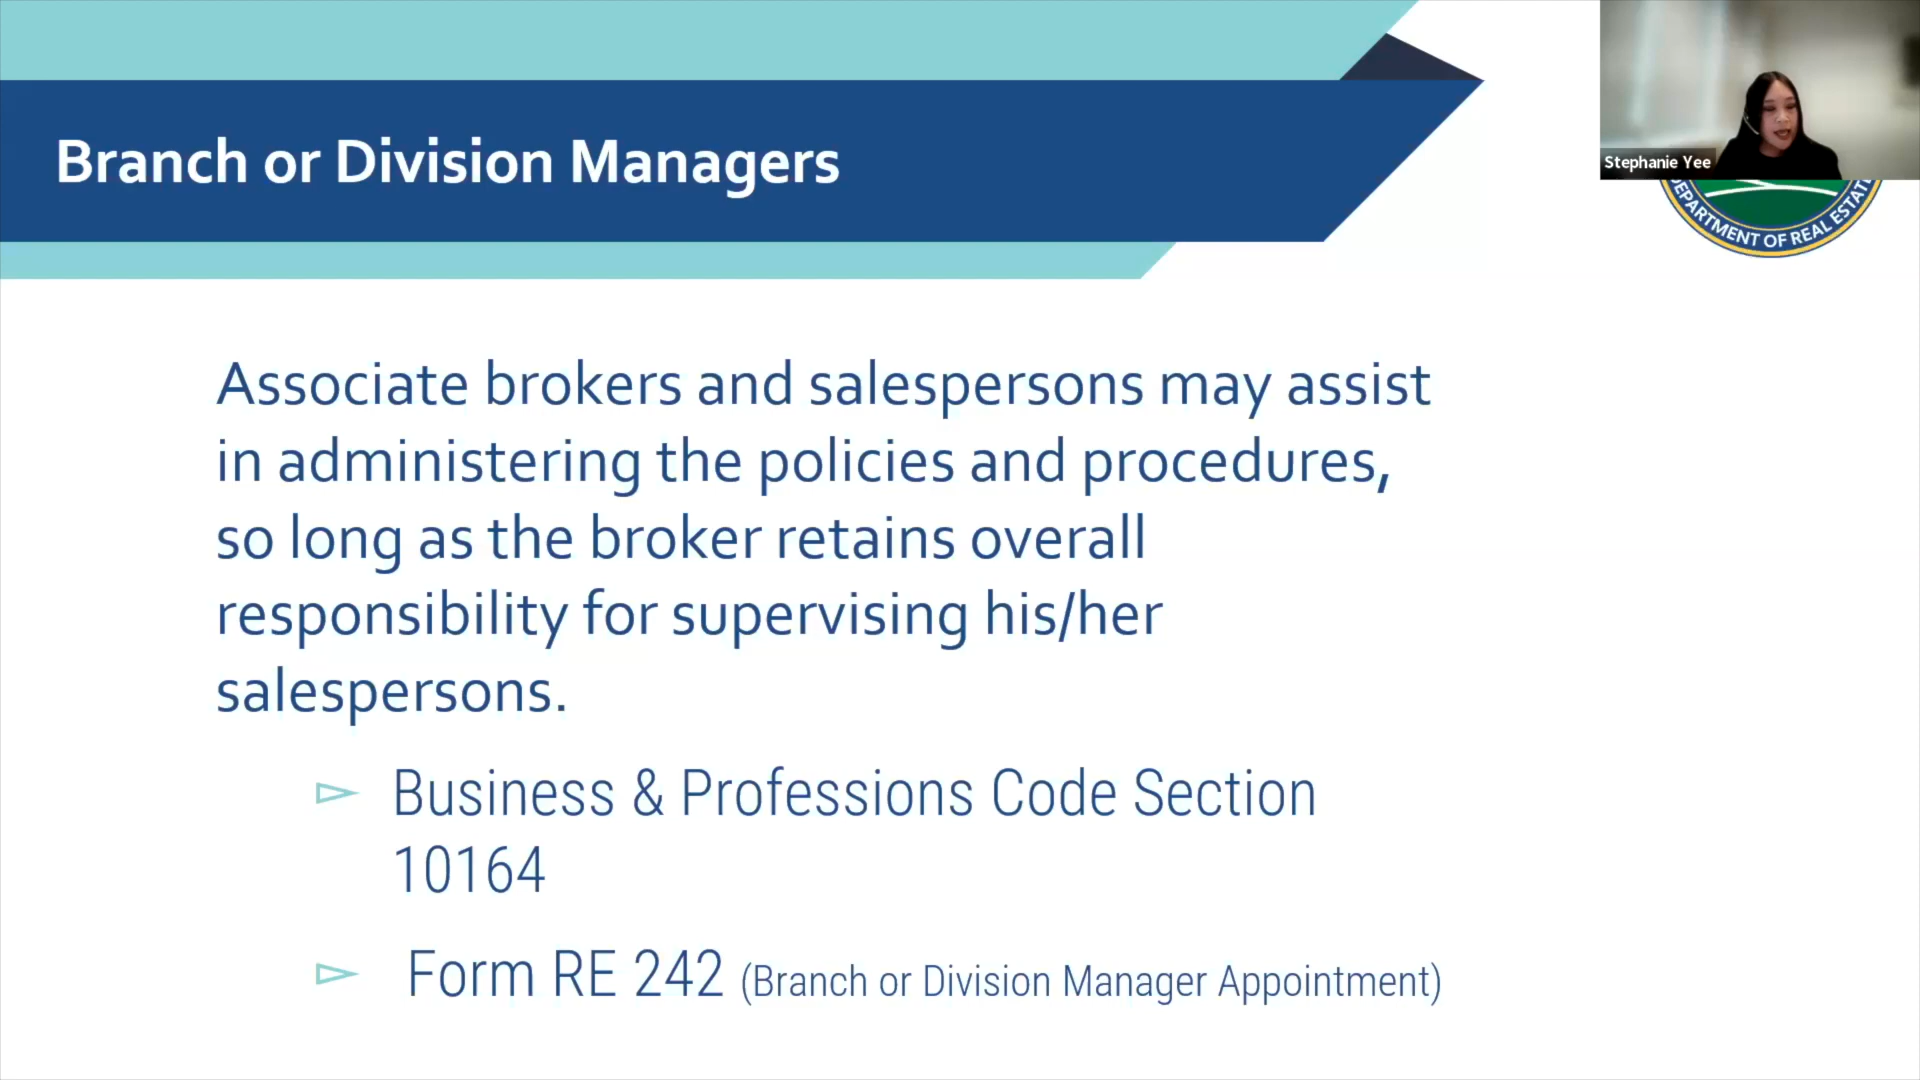 Branch or Division Managers
Stephanie Yee
DEPARTMENT OF REAL ESTATE
Associate brokers and salespersons may assist
in administering the policies and procedures,
so long as the broker retains overall
responsibility for supervising his/her
salespersons.
Business & Professions Code Section
10164
Form RE 242 (Branch or Division Manager Appointment)